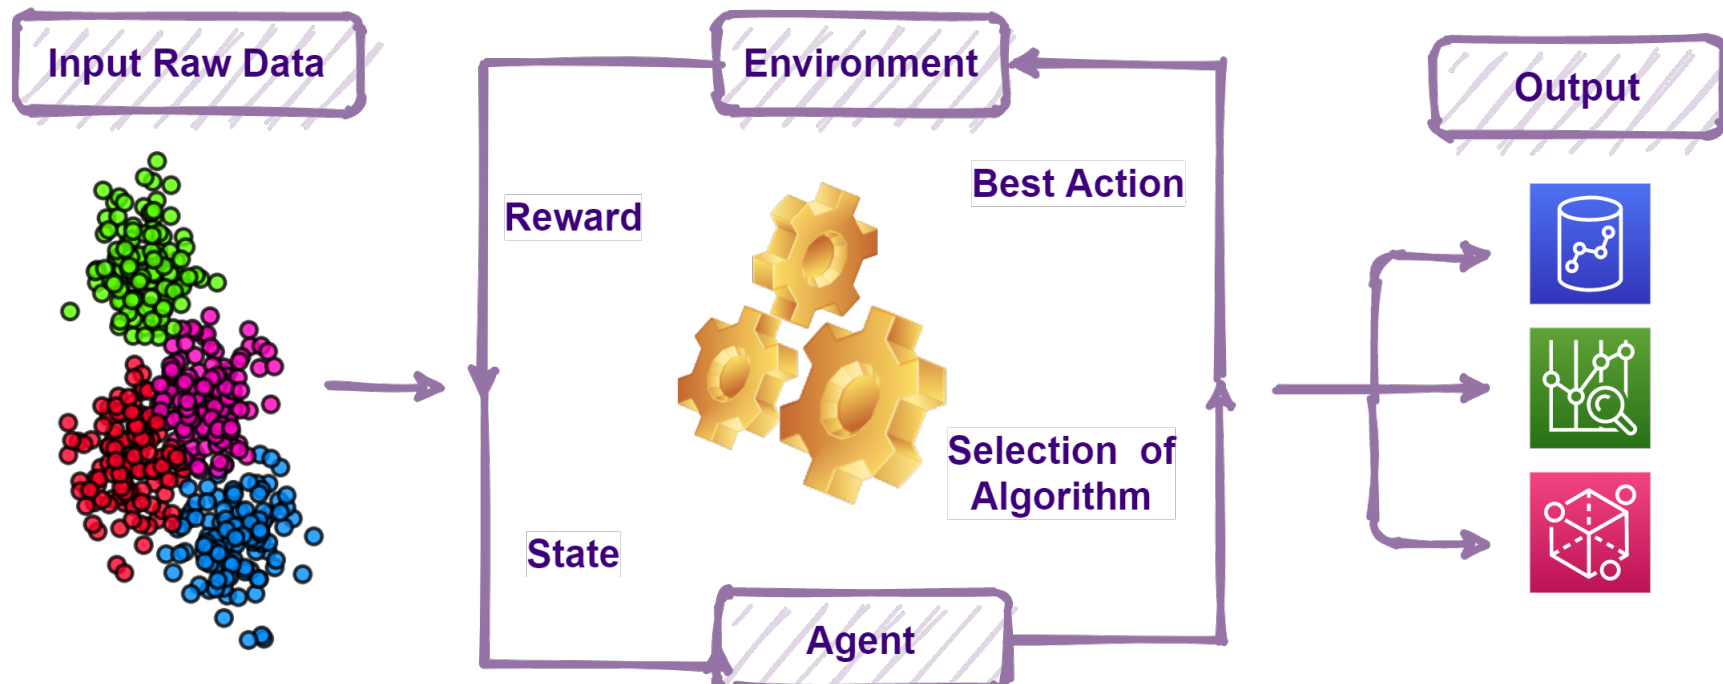 Input Raw Data
Environment
Output
Reward
Best Action
Selection of
Algorithm
State
Agent